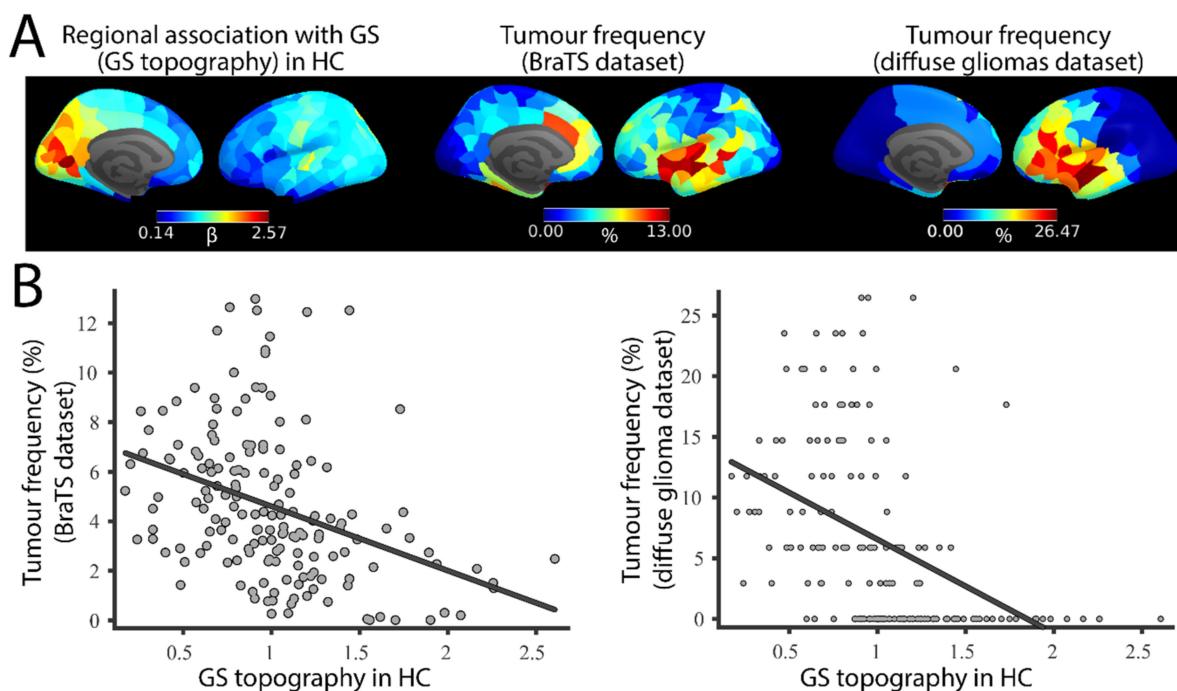 A
Regional association with GS
(GS topography) in HC
Tumour frequency
(BraTS dataset)
Tumour frequency
(diffuse gliomas dataset)
0.14 β 2.57
0.00 % 13.00
0.00 % 26.47
B
Tumour frequency (%)
(BraTS dataset)
12
10
8
6
4
2
0
0.5 1 1.5 2 2.5
GS topography in HC
Tumour frequency (%)
(diffuse glioma dataset)
25
20
15
10
5
0
0.5 1 1.5 2 2.5
GS topography in HC